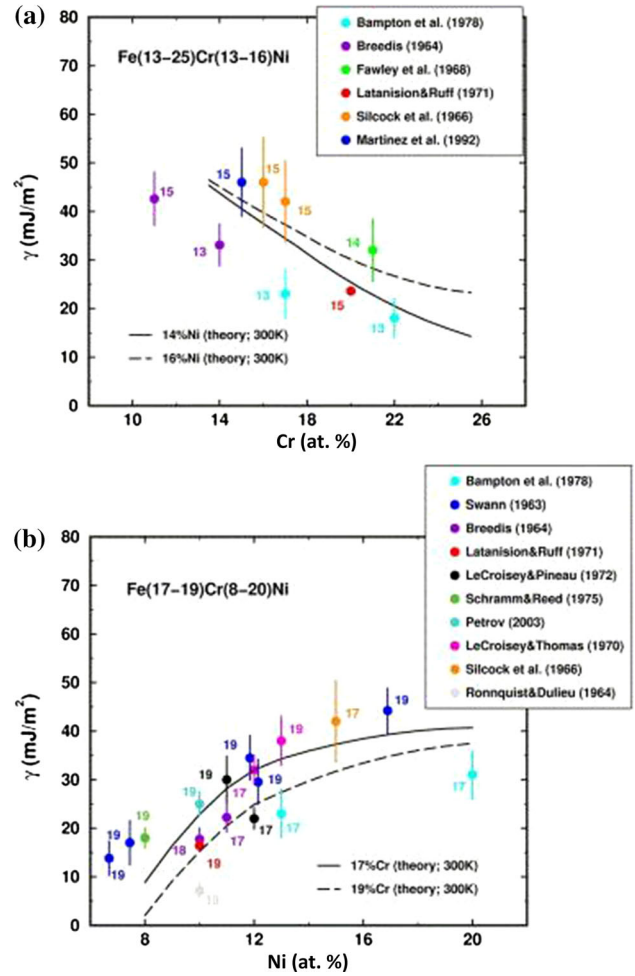 (a)
80
70
60
50
40
30
20
10
0
γ (mJ/m²)
Fe(13-25)Cr(13-16)Ni
Bampton et al. (1978)
Breedis (1964)
Fawley et al. (1968)
Latanision&Ruff (1971)
Silcock et al. (1966)
Martinez et al. (1992)
15
15
15
15
13
13
14
15
13
14%Ni (theory; 300K)
16%Ni (theory; 300K)
10 14 18 22 26
Cr (at. %)
(b)
80
70
60
50
40
30
20
10
0
γ (mJ/m²)
Fe(17-19)Cr(8-20)Ni
Bampton et al. (1978)
Swann (1963)
Breedis (1964)
Latanision&Ruff (1971)
LeCroisey&Pineau (1972)
Schramm&Reed (1975)
Petrov (2003)
LeCroisey&Thomas (1970)
Silcock et al. (1966)
Ronnquist&Dulieu (1964)
17
19
19
19
19
19
17
19
17
19
19
19
18
17
17
17
19
17%Cr (theory; 300K)
19%Cr (theory; 300K)
8 12 16 20
Ni (at. %)